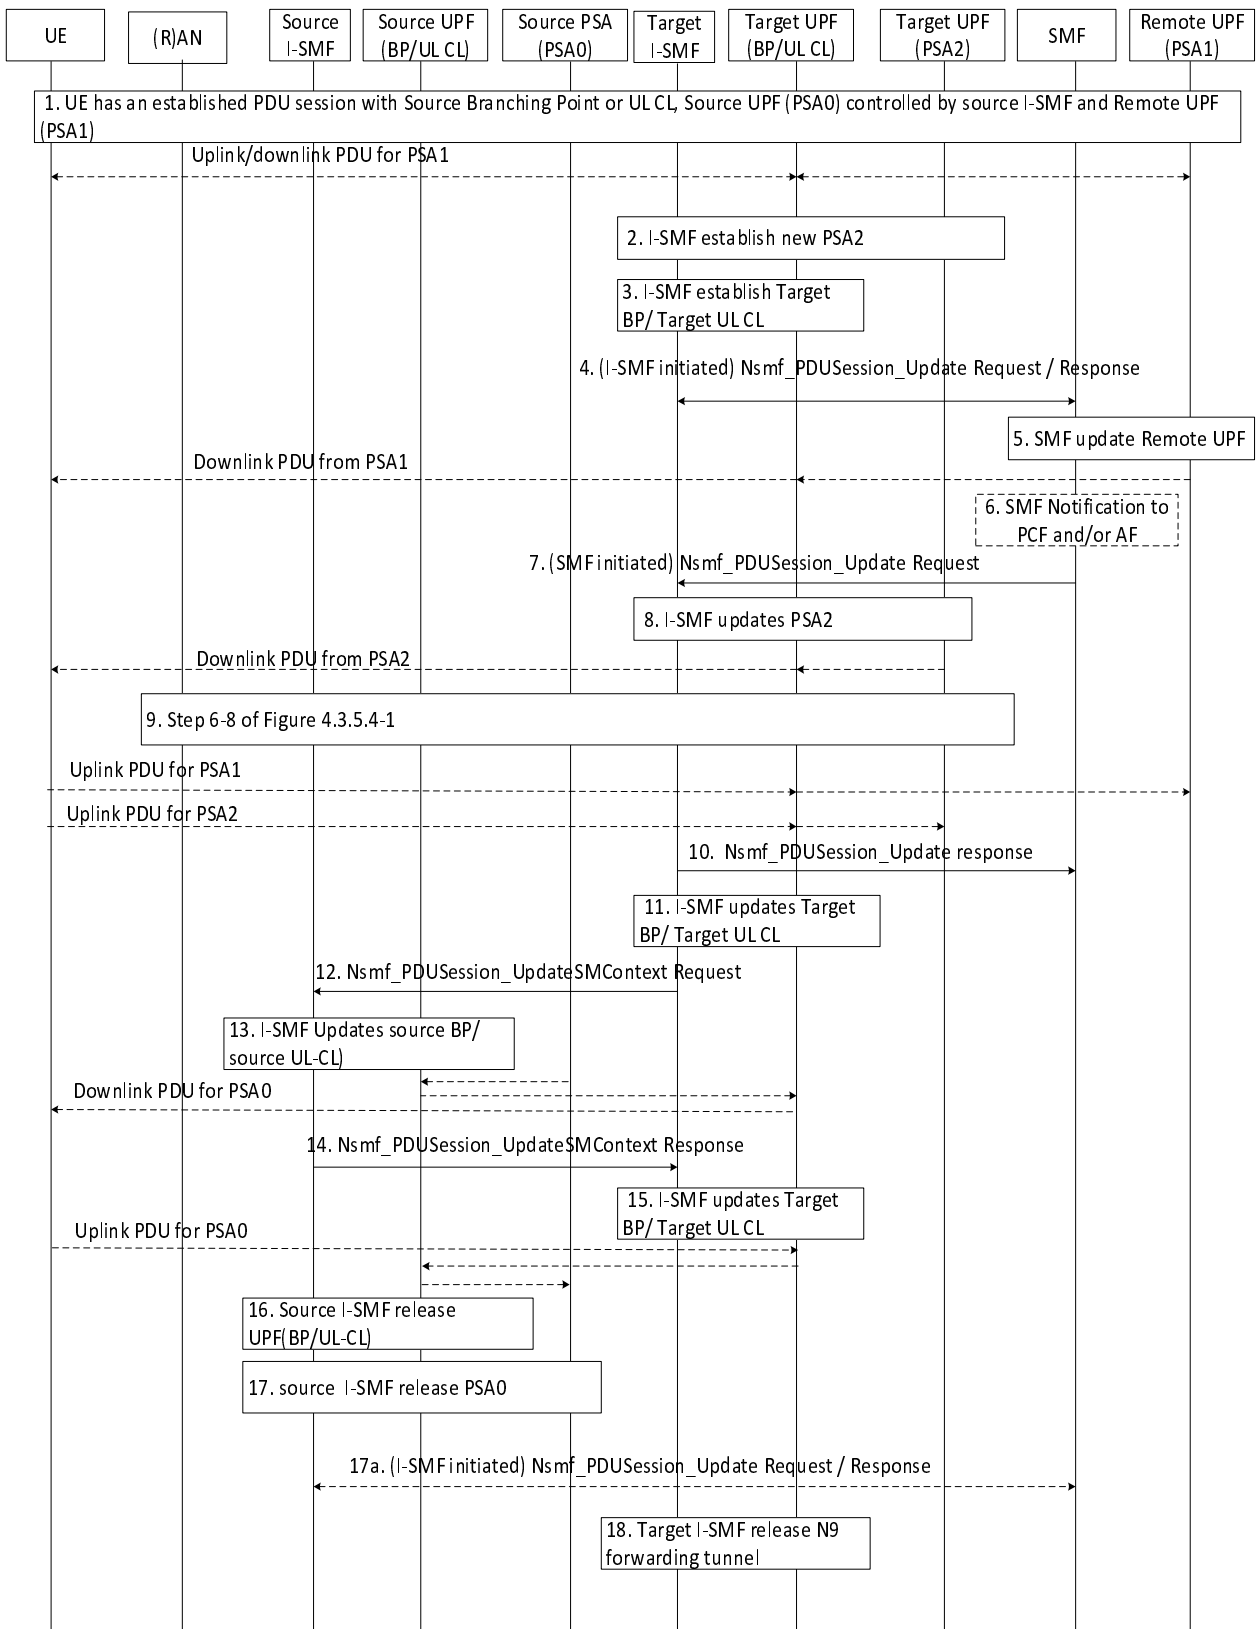 UE
(R)AN
Source
I-SMF
Source UPF
(BP/UL CL)
Source PSA
(PSA0)
Target
I-SMF
Target UPF
(BP/UL CL)
Target UPF
(PSA2)
SMF
Remote UPF
(PSA1)
1. UE has an established PDU session with Source Branching Point or UL CL, Source UPF (PSA0) controlled by source I-SMF and Remote UPF
(PSA1)
Uplink/downlink PDU for PSA1
2. I-SMF establish new PSA2
3. I-SMF establish Target
BP/ Target UL CL
4. (I-SMF initiated) Nsmf_PDUSession_Update Request / Response
5. SMF update Remote UPF
Downlink PDU from PSA1
6. SMF Notification to
PCF and/or AF
7. (SMF initiated) Nsmf_PDUSession_Update Request
8. I-SMF updates PSA2
Downlink PDU from PSA2
9. Step 6-8 of Figure 4.3.5.4-1
Uplink PDU for PSA1
Uplink PDU for PSA2
10. Nsmf_PDUSession_Update response
11. I-SMF updates Target
BP/ Target UL CL
12. Nsmf_PDUSession_UpdateSMContext Request
13. I-SMF Updates source BP/
source UL-CL)
Downlink PDU for PSA0
14. Nsmf_PDUSession_UpdateSMContext Response
15. I-SMF updates Target
BP/ Target UL CL
Uplink PDU for PSA0
16. Source I-SMF release
UPF(BP/UL-CL)
17. source I-SMF release PSA0
17a. (I-SMF initiated) Nsmf_PDUSession_Update Request / Response
18. Target I-SMF release N9
forwarding tunnel